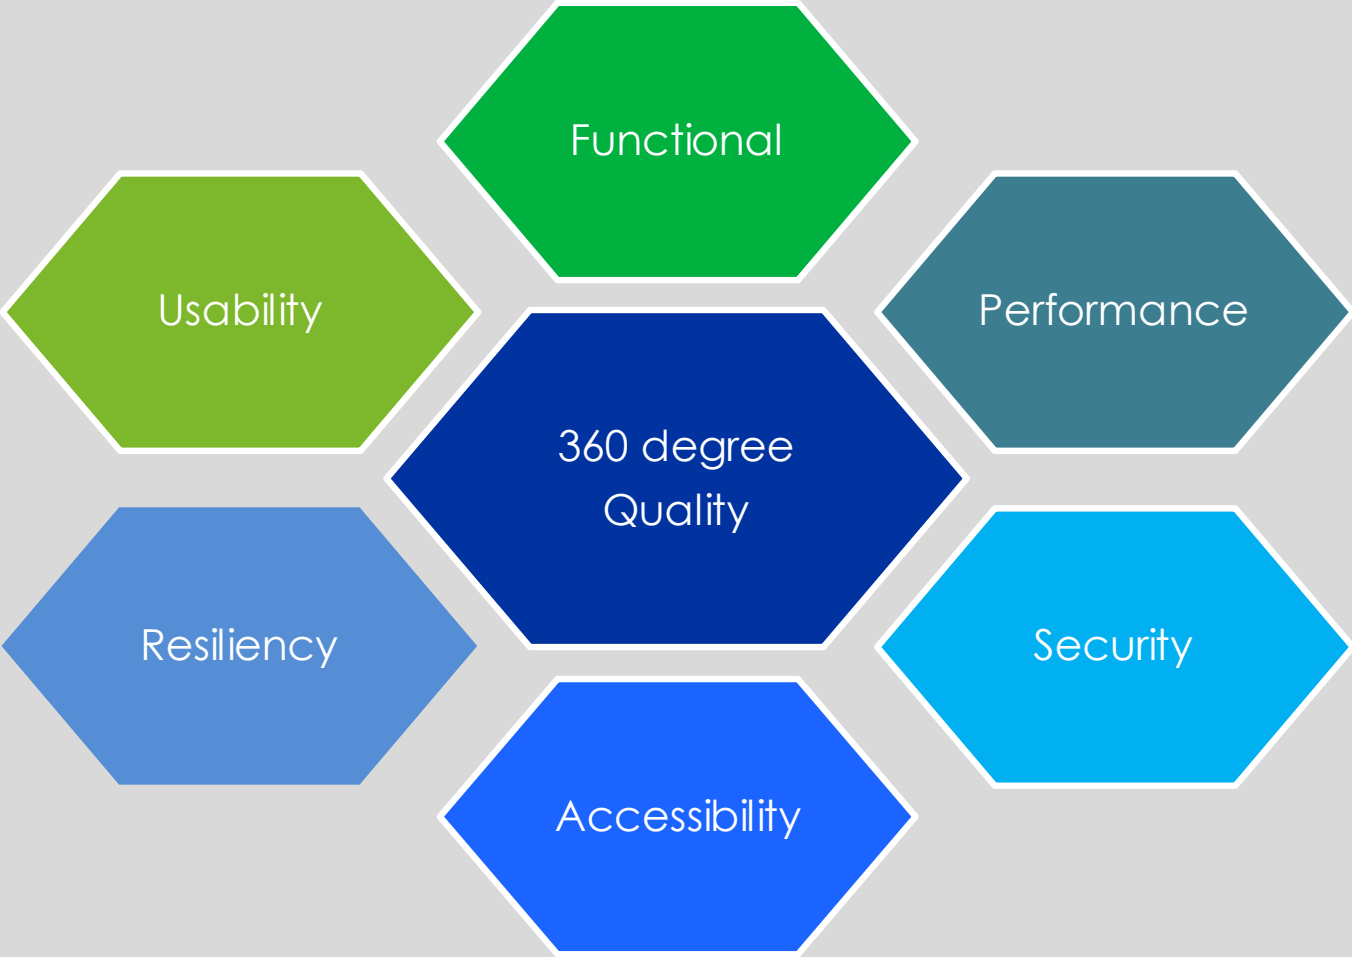 Functional
Usability
Performance
360 degree
Quality
Resiliency
Security
Accessibility